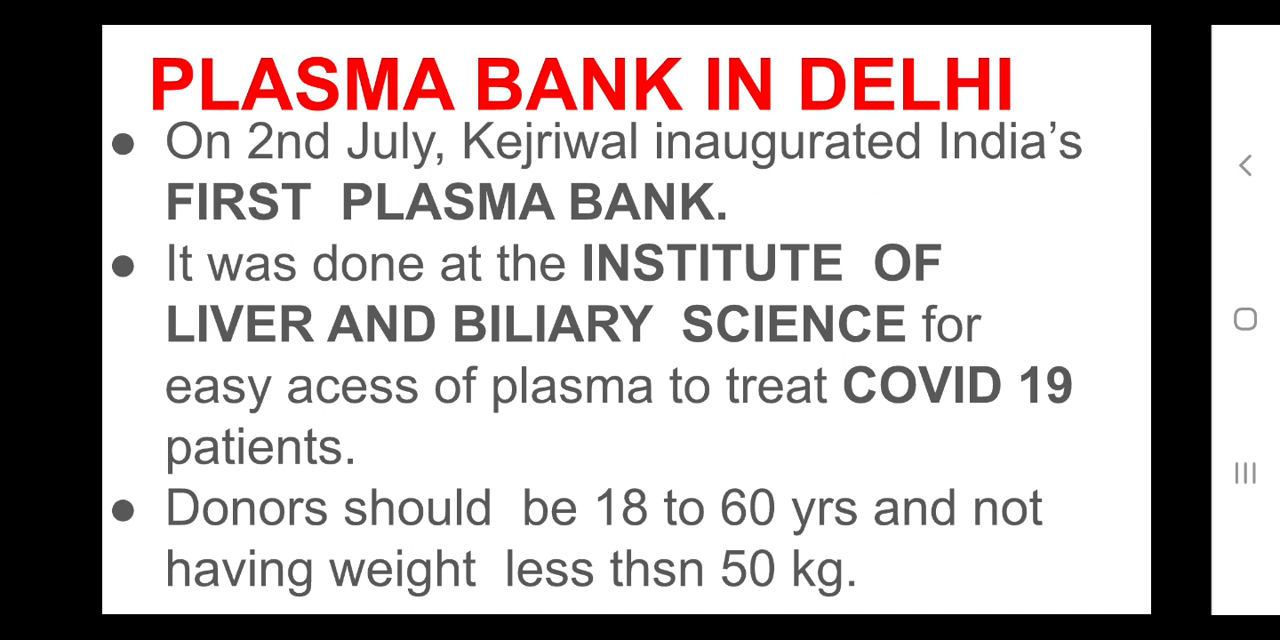 PLASMA BANK IN DELHI
● On 2nd July, Kejriwal inaugurated India’s
FIRST PLASMA BANK.
● It was done at the INSTITUTE OF
LIVER AND BILIARY SCIENCE for
easy acess of plasma to treat COVID 19
patients.
● Donors should be 18 to 60 yrs and not
having weight less thsn 50 kg.